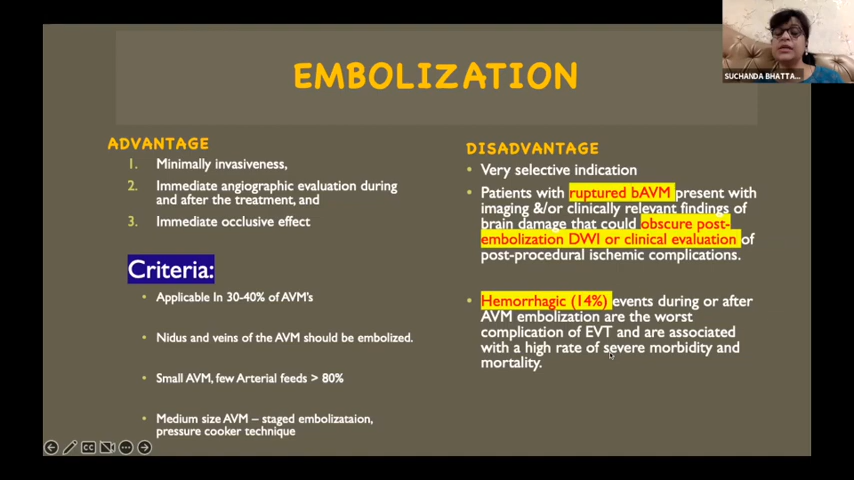 EMBOLIZATION
SUCHANDA BHATTA...
ADVANTAGE
1. Minimally invasiveness,
2. Immediate angiographic evaluation during
and after the treatment, and
3. Immediate occlusive effect
Criteria:
• Applicable In 30-40% of AVM's
• Nidus and veins of the AVM should be embolized.
• Small AVM, few Arterial feeds > 80%
• Medium size AVM – staged embolizataion,
pressure cooker technique
DISADVANTAGE
• Very selective indication
• Patients with ruptured bAVM present with
imaging &/or clinically relevant findings of
brain damage that could obscure post-
embolization DWI or clinical evaluation of
post-procedural ischemic complications.
• Hemorrhagic (14%) events during or after
AVM embolization are the worst
complication of EVT and are associated
with a high rate of severe morbidity and
mortality.
CC